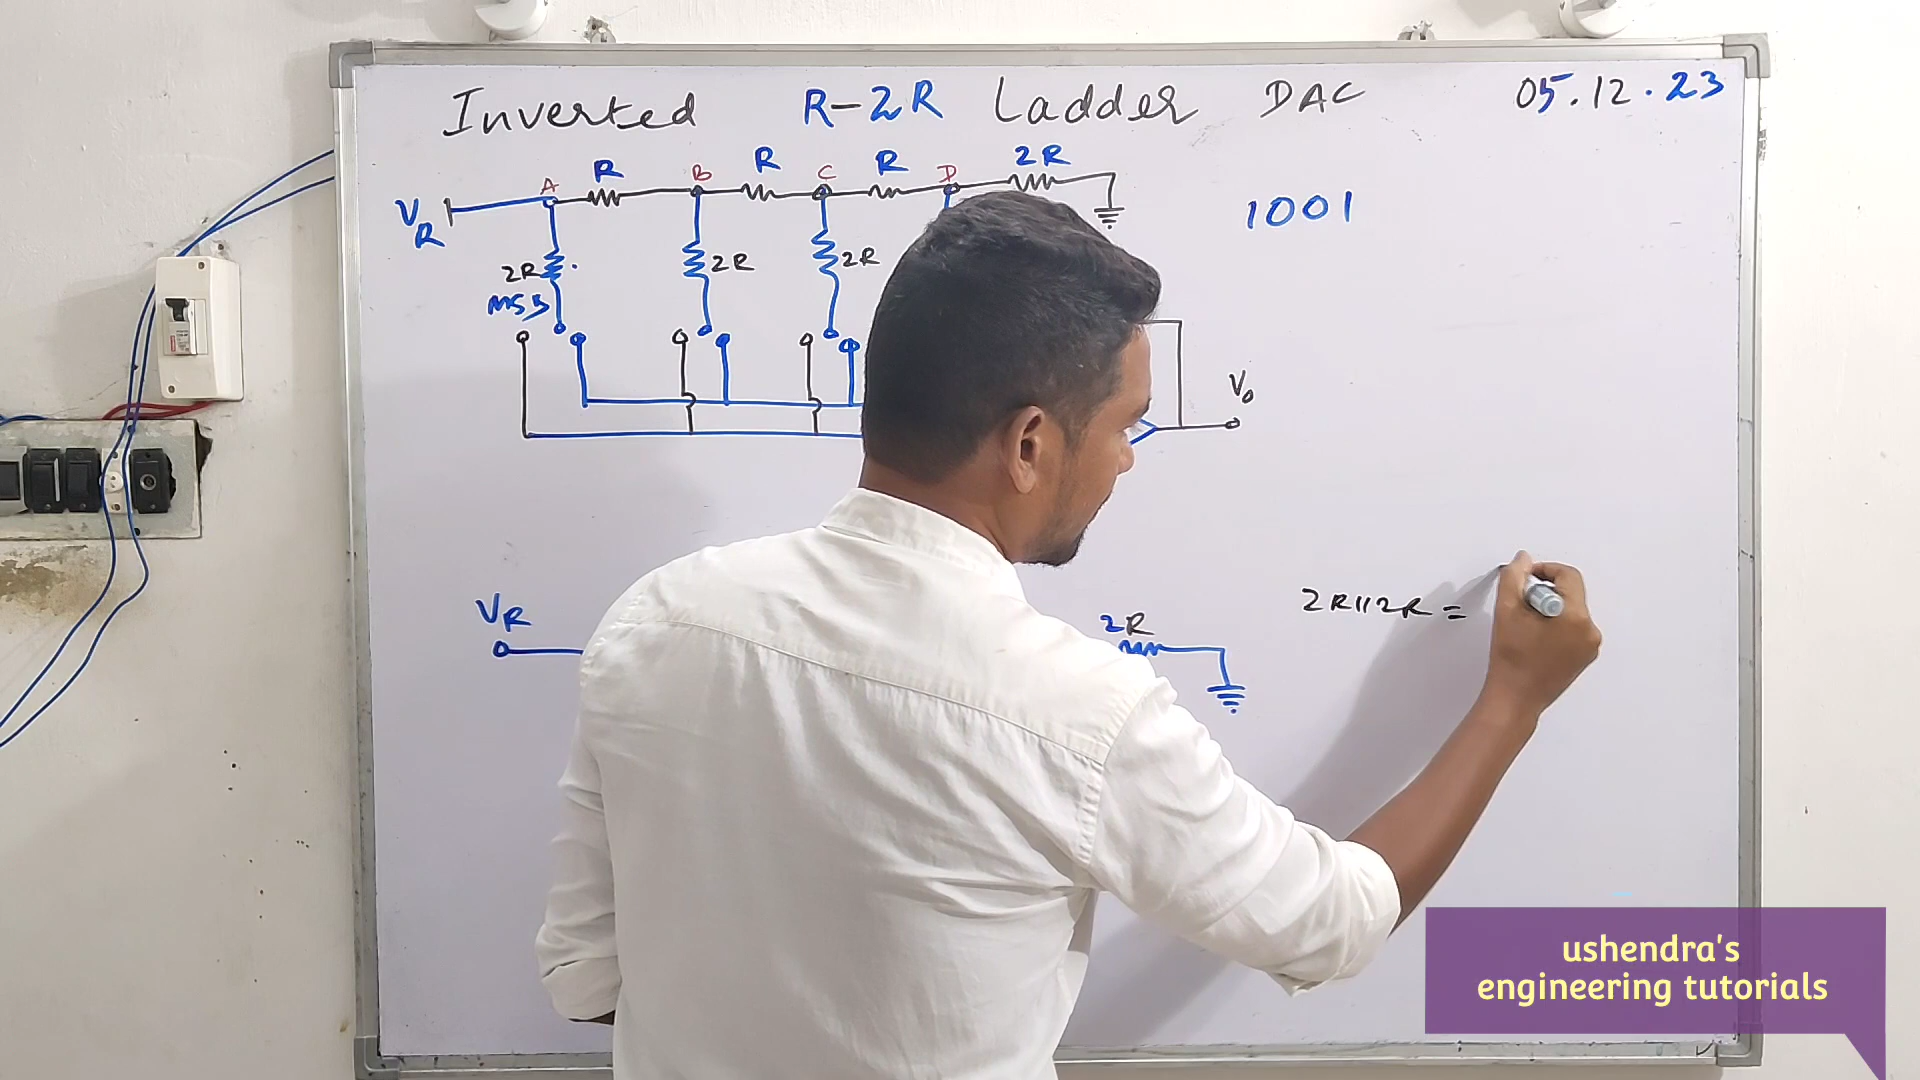 Inverted R-2R Ladder DAC 05.12.23
R R R 2R
A B C D
VR
1001
2R 2R 2R
MSB
Vo
VR 2R
2R||2R =
ushendra's
engineering tutorials